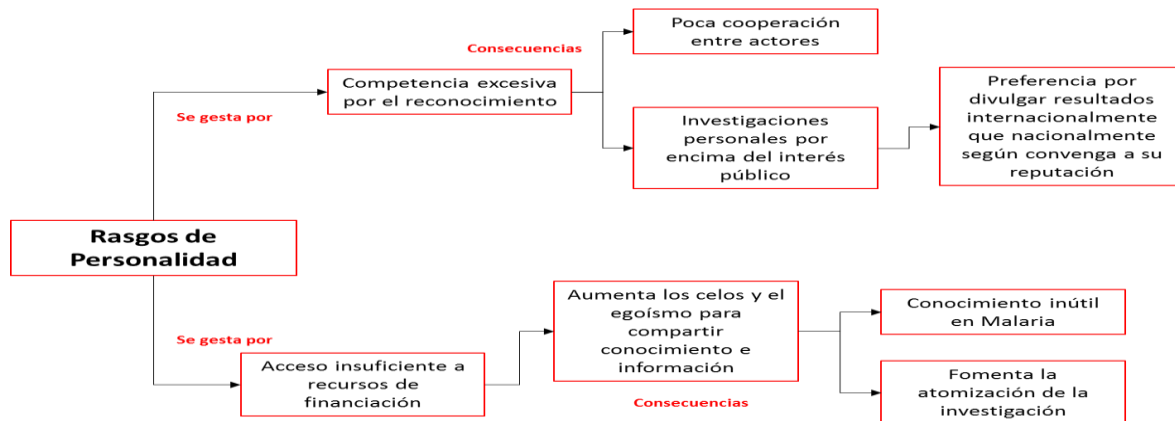 Rasgos de
Personalidad
Se gesta por
Competencia excesiva
por el reconocimiento
Consecuencias
Poca cooperación
entre actores
Investigaciones
personales por
encima del interés
público
Preferencia por
divulgar resultados
internacionalmente
que nacionalmente
según convenga a su
reputación
Se gesta por
Acceso insuficiente a
recursos de
financiación
Aumenta los celos y el
egoísmo para
compartir
conocimiento e
información
Consecuencias
Conocimiento inútil
en Malaria
Fomenta la
atomización de la
investigación